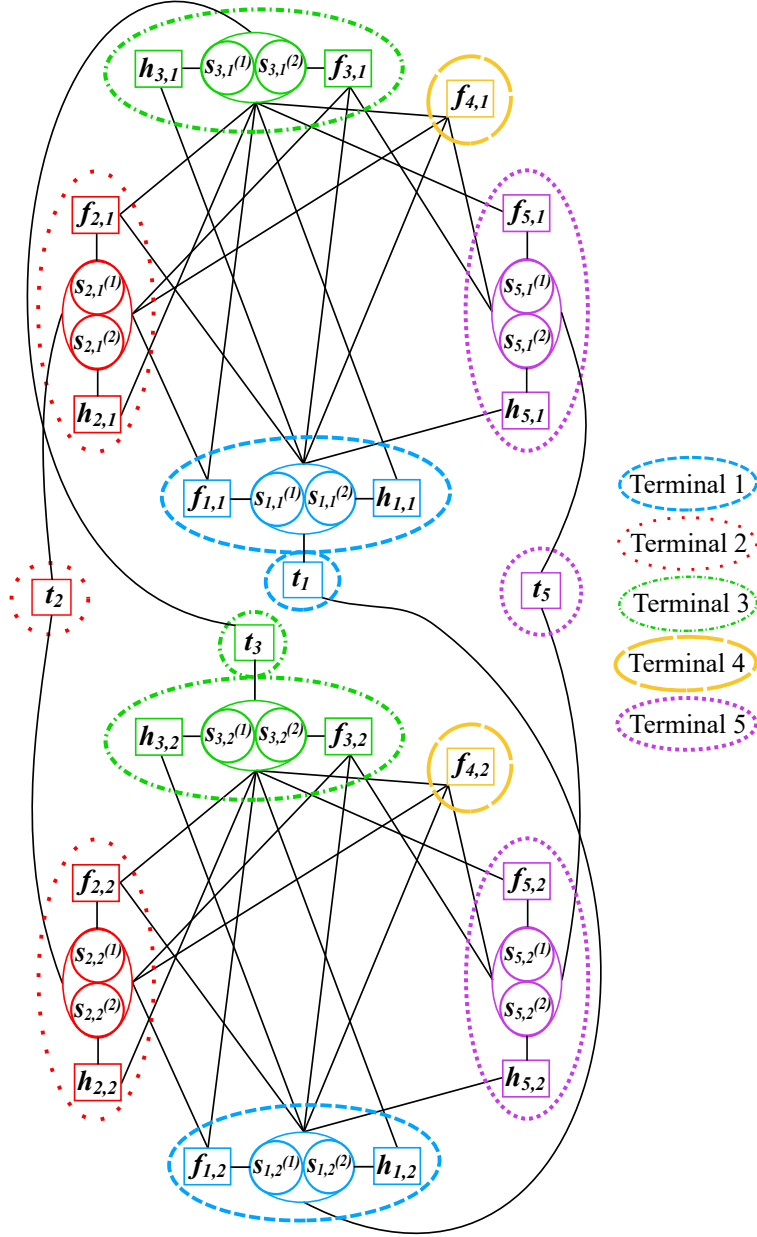 h3,1 s3,1(1) s3,1(2) f3,1
f4,1
f2,1
f5,1
s2,1(1)
s5,1(1)
s2,1(2)
s5,1(2)
h2,1
h5,1
f1,1 s1,1(1) s1,1(2) h1,1
Terminal 1
Terminal 2
t1
t2
t5
Terminal 3
t3
Terminal 4
Terminal 5
h3,2 s3,2(1) s3,2(2) f3,2
f4,2
f2,2
f5,2
s2,2(1)
s5,2(1)
s2,2(2)
s5,2(2)
h2,2
h5,2
f1,2 s1,2(1) s1,2(2) h1,2